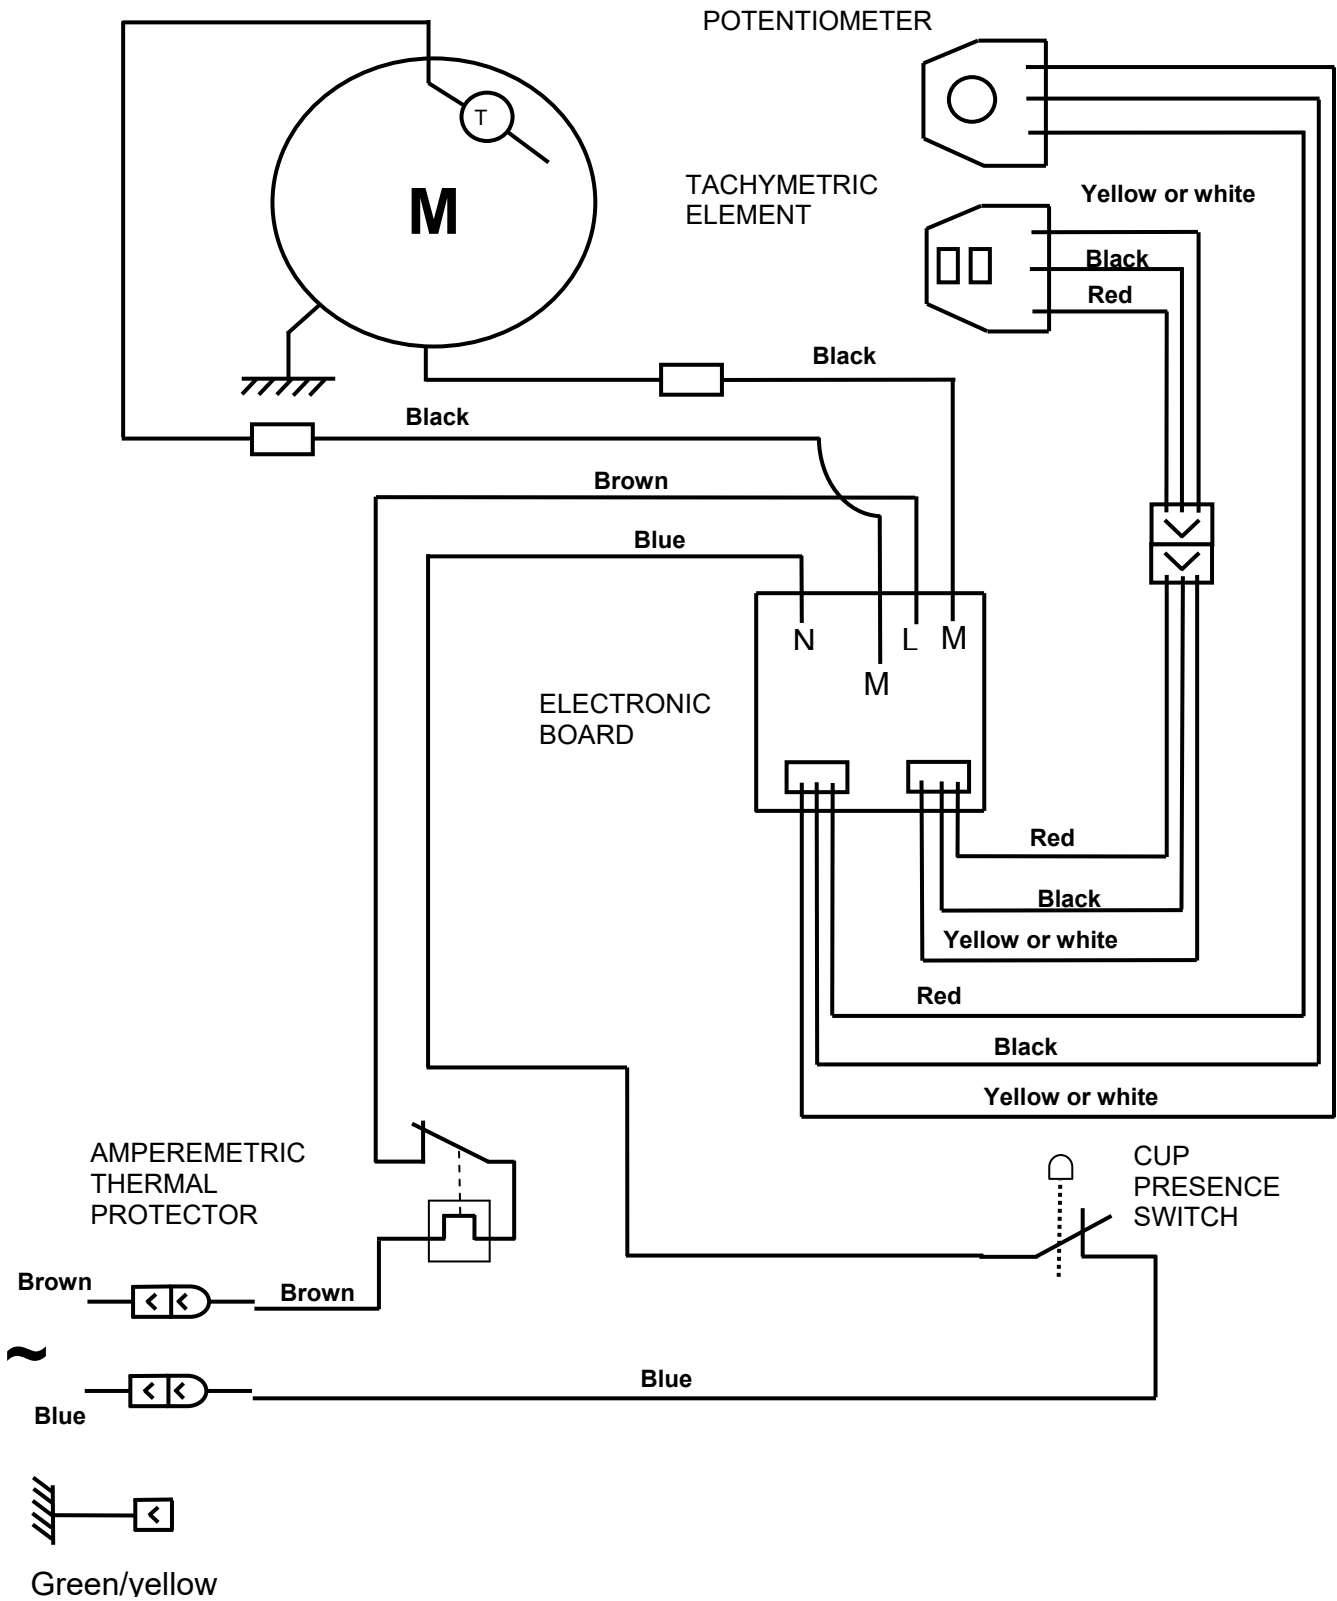 POTENTIOMETER
T
M
TACHYMETRIC
ELEMENT
Yellow or white
Black
Red
Black
Black
Brown
Blue
N
L
M
M
ELECTRONIC
BOARD
Red
Black
Yellow or white
Red
Black
Yellow or white
AMPEREMETRIC
THERMAL
PROTECTOR
CUP
PRESENCE
SWITCH
Brown
Brown
~
Blue
Blue
Green/yellow